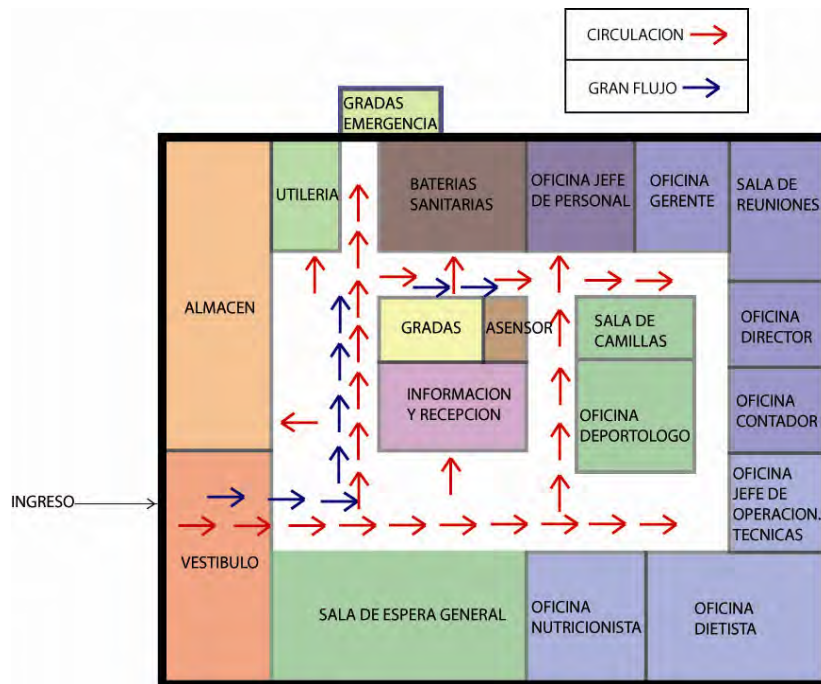 CIRCULACION
GRAN FLUJO
GRADAS
EMERGENCIA
UTILERIA
BATERIAS
SANITARIAS
OFICINA JEFE
DE PERSONAL
OFICINA
GERENTE
SALA DE
REUNIONES
ALMACEN
GRADAS
ASENSOR
SALA DE
CAMILLAS
OFICINA
DIRECTOR
INFORMACION
Y RECEPCION
OFICINA
DEPORTOLOGO
OFICINA
CONTADOR
INGRESO
OFICINA
JEFE DE
OPERACION.
TECNICAS
VESTIBULO
SALA DE ESPERA GENERAL
OFICINA
NUTRICIONISTA
OFICINA
DIETISTA